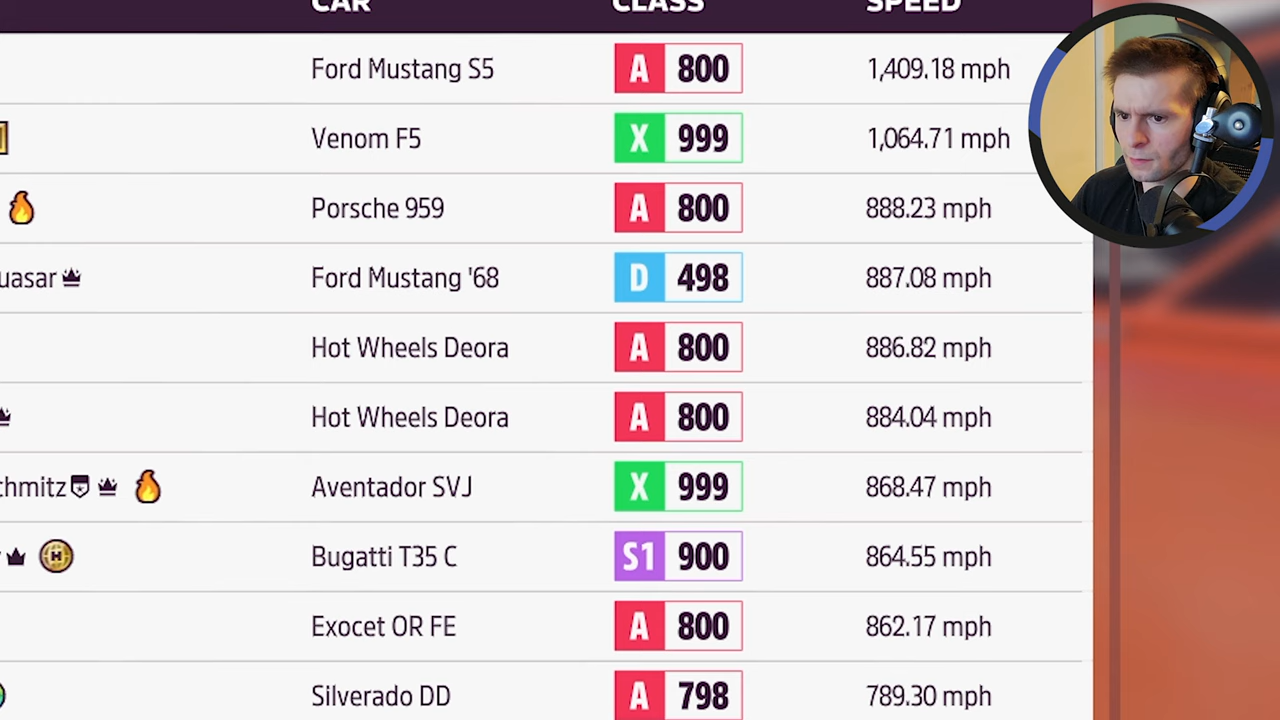 CAR CLASS SPEED
Ford Mustang S5 A 800 1,409.18 mph
Venom F5 X 999 1,064.71 mph
Porsche 959 A 800 888.23 mph
uasar Ford Mustang '68 D 498 887.08 mph
Hot Wheels Deora A 800 886.82 mph
Hot Wheels Deora A 800 884.04 mph
chmitz Aventador SVJ X 999 868.47 mph
H Bugatti T35 C S1 900 864.55 mph
Exocet OR FE A 800 862.17 mph
Silverado DD A 798 789.30 mph